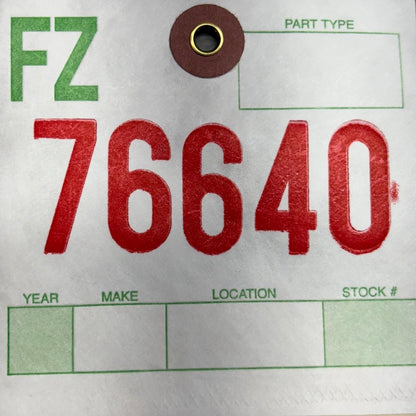 FZ
PART TYPE
76640
YEAR MAKE LOCATION STOCK #